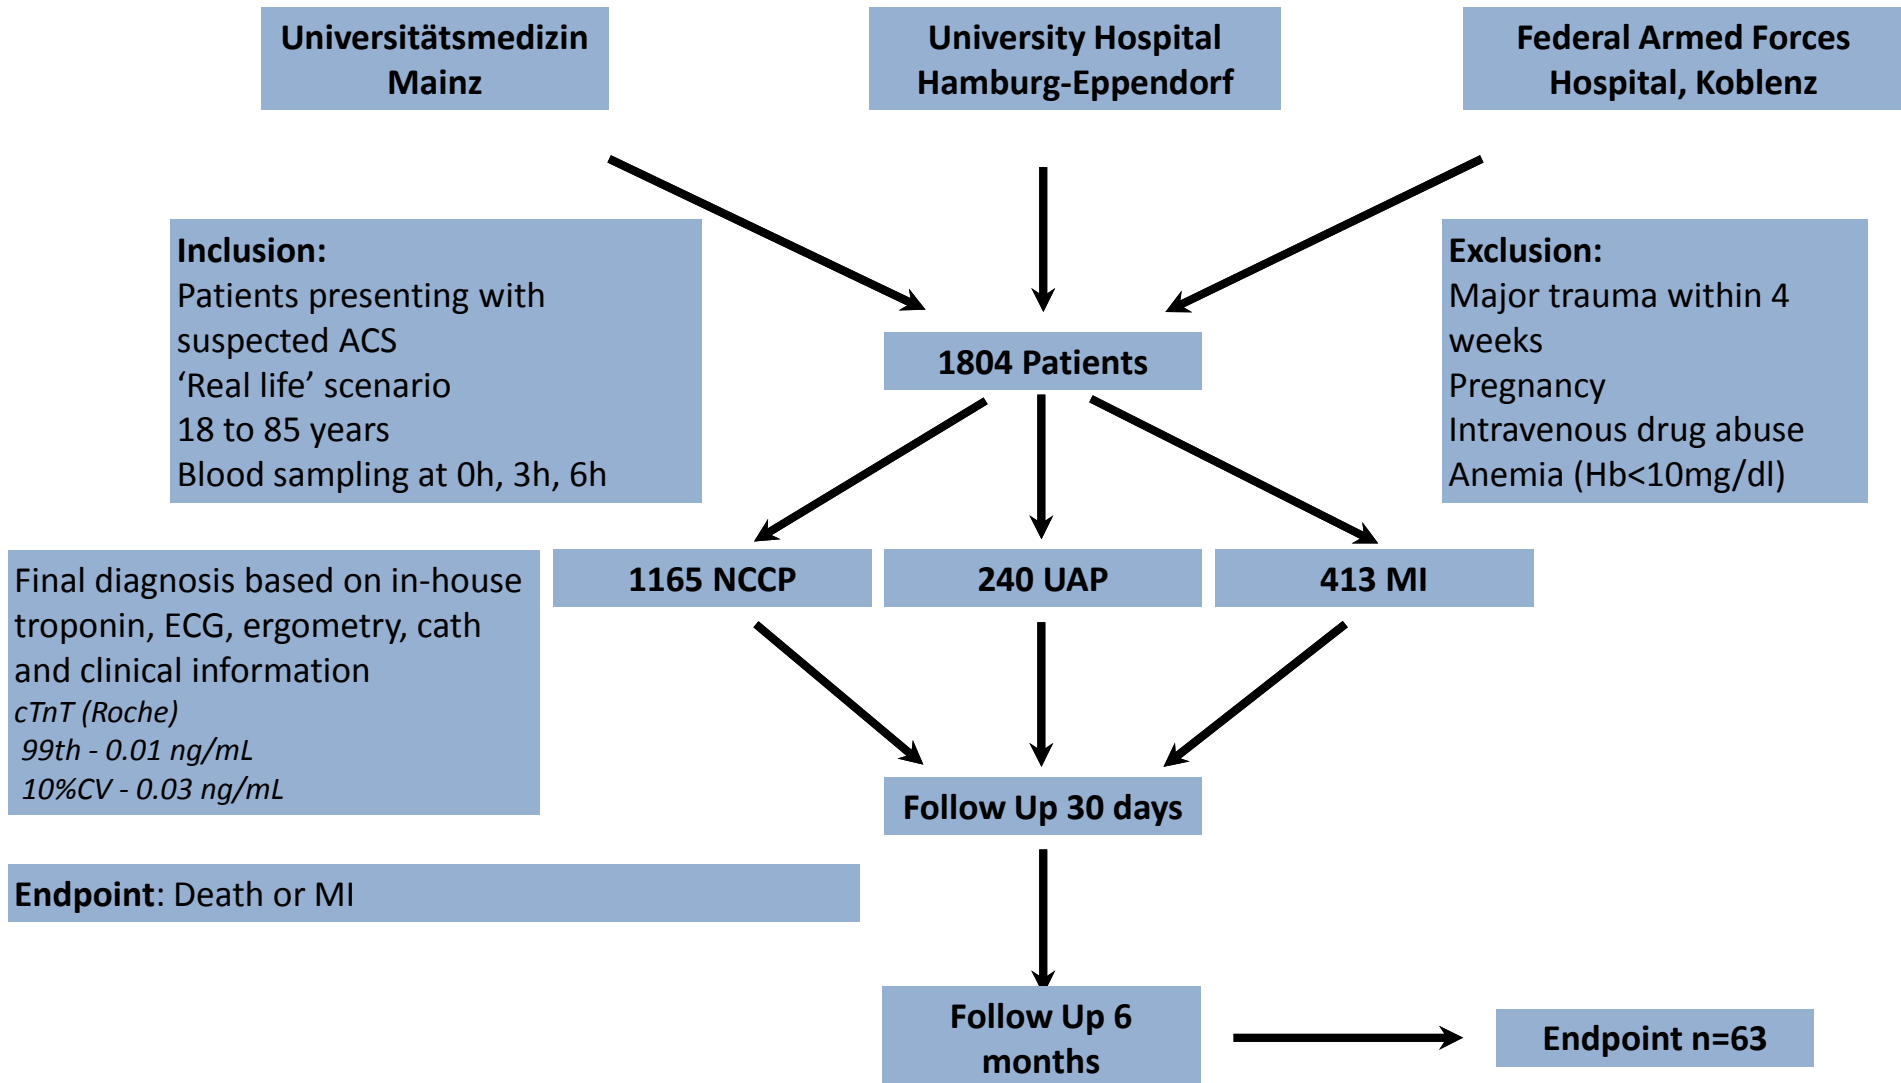 Universitätsmedizin
Mainz
University Hospital
Hamburg-Eppendorf
Federal Armed Forces
Hospital, Koblenz
Inclusion:
Patients presenting with
suspected ACS
‘Real life’ scenario
18 to 85 years
Blood sampling at 0h, 3h, 6h
Exclusion:
Major trauma within 4
weeks
Pregnancy
Intravenous drug abuse
Anemia (Hb<10mg/dl)
1804 Patients
1165 NCCP
240 UAP
413 MI
Final diagnosis based on in-house
troponin, ECG, ergometry, cath
and clinical information
cTnT (Roche)
99th - 0.01 ng/mL
10%CV - 0.03 ng/mL
Follow Up 30 days
Endpoint: Death or MI
Follow Up 6
months
Endpoint n=63